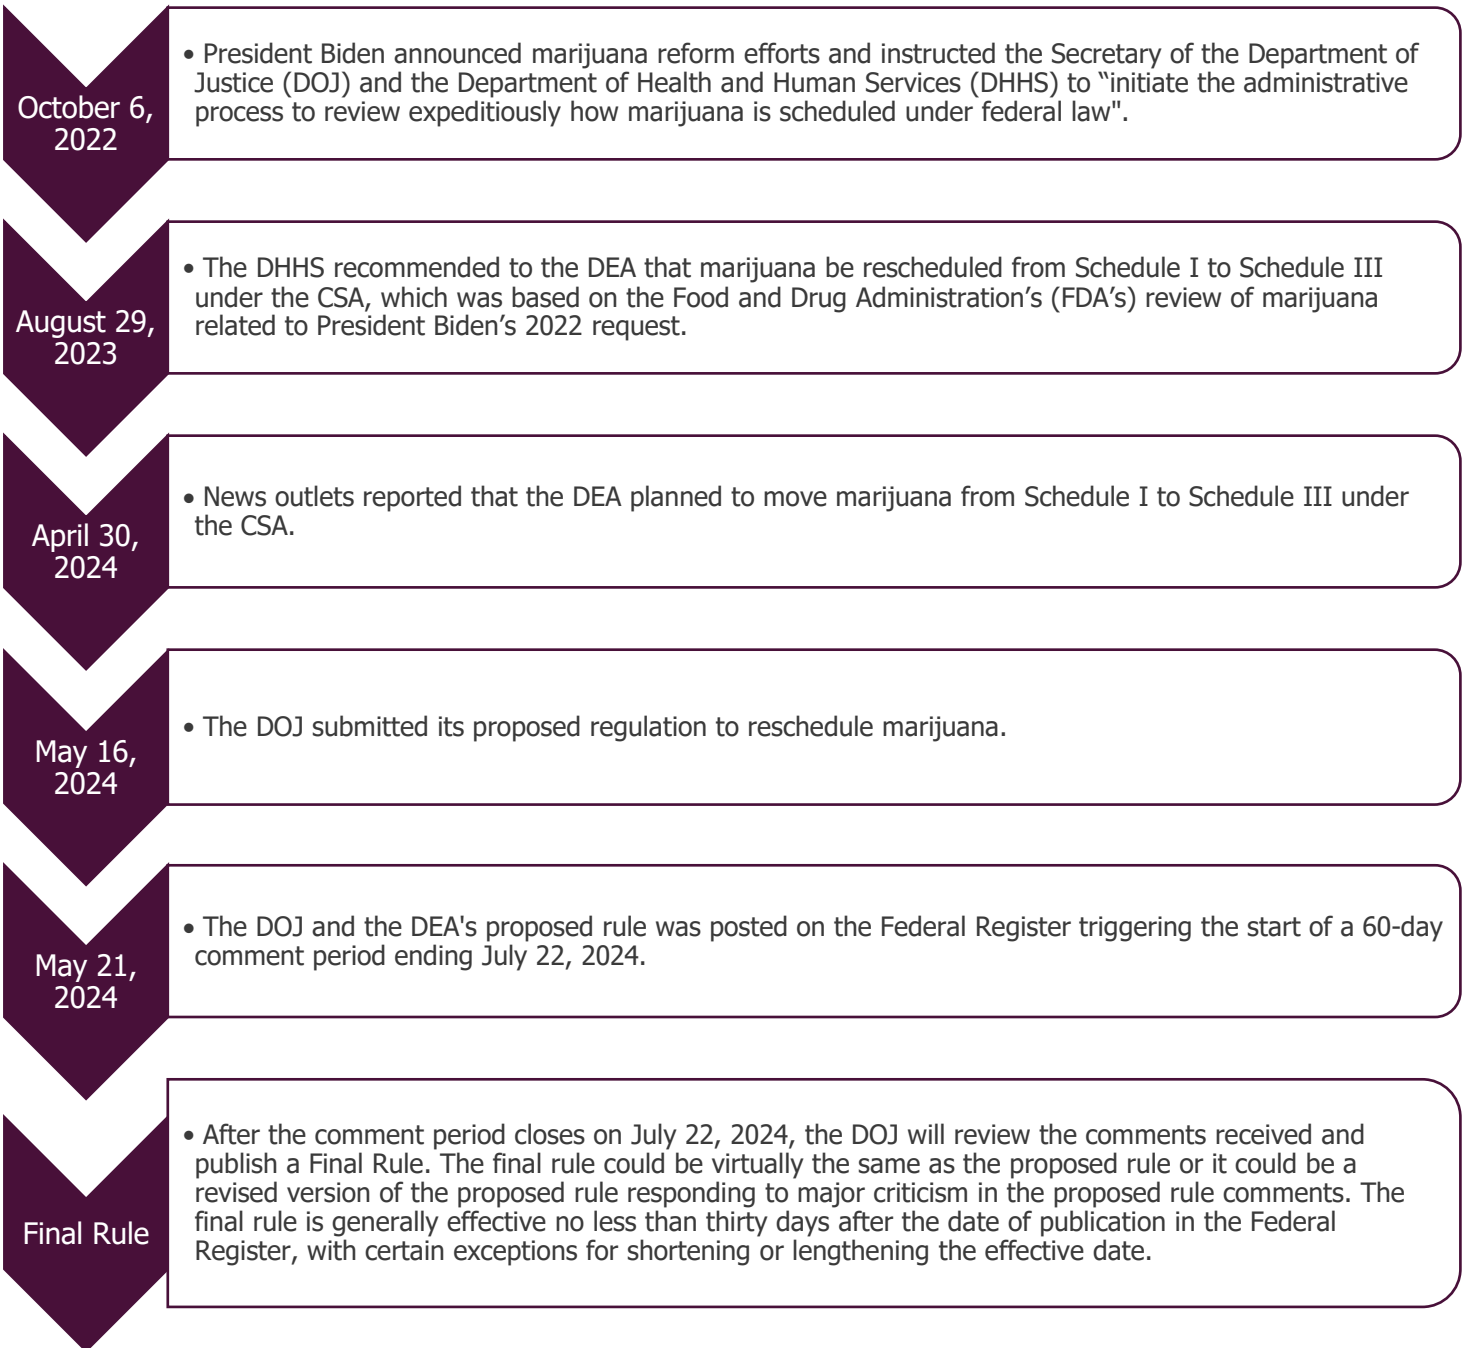 October 6,
2022
• President Biden announced marijuana reform efforts and instructed the Secretary of the Department of
Justice (DOJ) and the Department of Health and Human Services (DHHS) to “initiate the administrative
process to review expeditiously how marijuana is scheduled under federal law".
August 29,
2023
• The DHHS recommended to the DEA that marijuana be rescheduled from Schedule I to Schedule III
under the CSA, which was based on the Food and Drug Administration’s (FDA’s) review of marijuana
related to President Biden’s 2022 request.
April 30,
2024
• News outlets reported that the DEA planned to move marijuana from Schedule I to Schedule III under
the CSA.
May 16,
2024
• The DOJ submitted its proposed regulation to reschedule marijuana.
May 21,
2024
• The DOJ and the DEA's proposed rule was posted on the Federal Register triggering the start of a 60-day
comment period ending July 22, 2024.
Final Rule
• After the comment period closes on July 22, 2024, the DOJ will review the comments received and
publish a Final Rule. The final rule could be virtually the same as the proposed rule or it could be a
revised version of the proposed rule responding to major criticism in the proposed rule comments. The
final rule is generally effective no less than thirty days after the date of publication in the Federal
Register, with certain exceptions for shortening or lengthening the effective date.